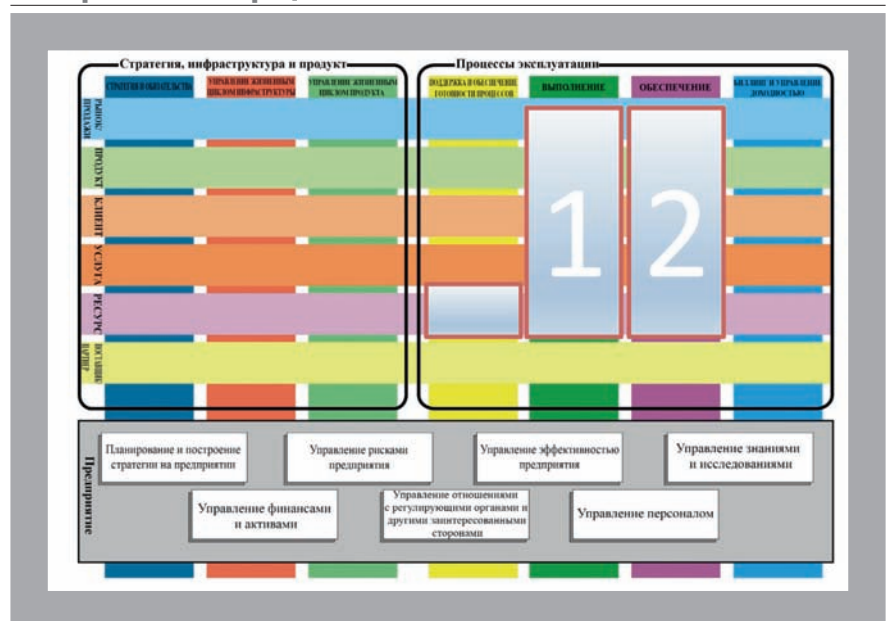 Стратегия, инфраструктура и продукт
Процессы эксплуатации
СТРАТЕГИЯ И ОБЯЗАТЕЛЬСТВА
УПРАВЛЕНИЕ ЖИЗНЕННЫМ
ЦИКЛОМ ИНФРАСТРУКТУРЫ
УПРАВЛЕНИЕ ЖИЗНЕННЫМ
ЦИКЛОМ ПРОДУКТА
ПОДДЕРЖКА И ОБЕСПЕЧЕНИЕ
ГОТОВНОСТИ ПРОЦЕССОВ
ВЫПОЛНЕНИЕ
ОБЕСПЕЧЕНИЕ
БИЛЛИНГ И УПРАВЛЕНИЕ
ДОХОДНОСТЬЮ
РЫНОК/
ПРОДАЖИ
ПРОДУКТ
КЛИЕНТ
УСЛУГА
РЕСУРС
ПОСТАВЩИК/
ПАРТНЕР
1
2
Предприятие
Планирование и построение
стратегии на предприятии
Управление рисками
предприятия
Управление эффективностью
предприятия
Управление знаниями
и исследованиями
Управление финансами
и активами
Управление отношениями
с регулирующими органами и
другими заинтересованными
сторонами
Управление персоналом